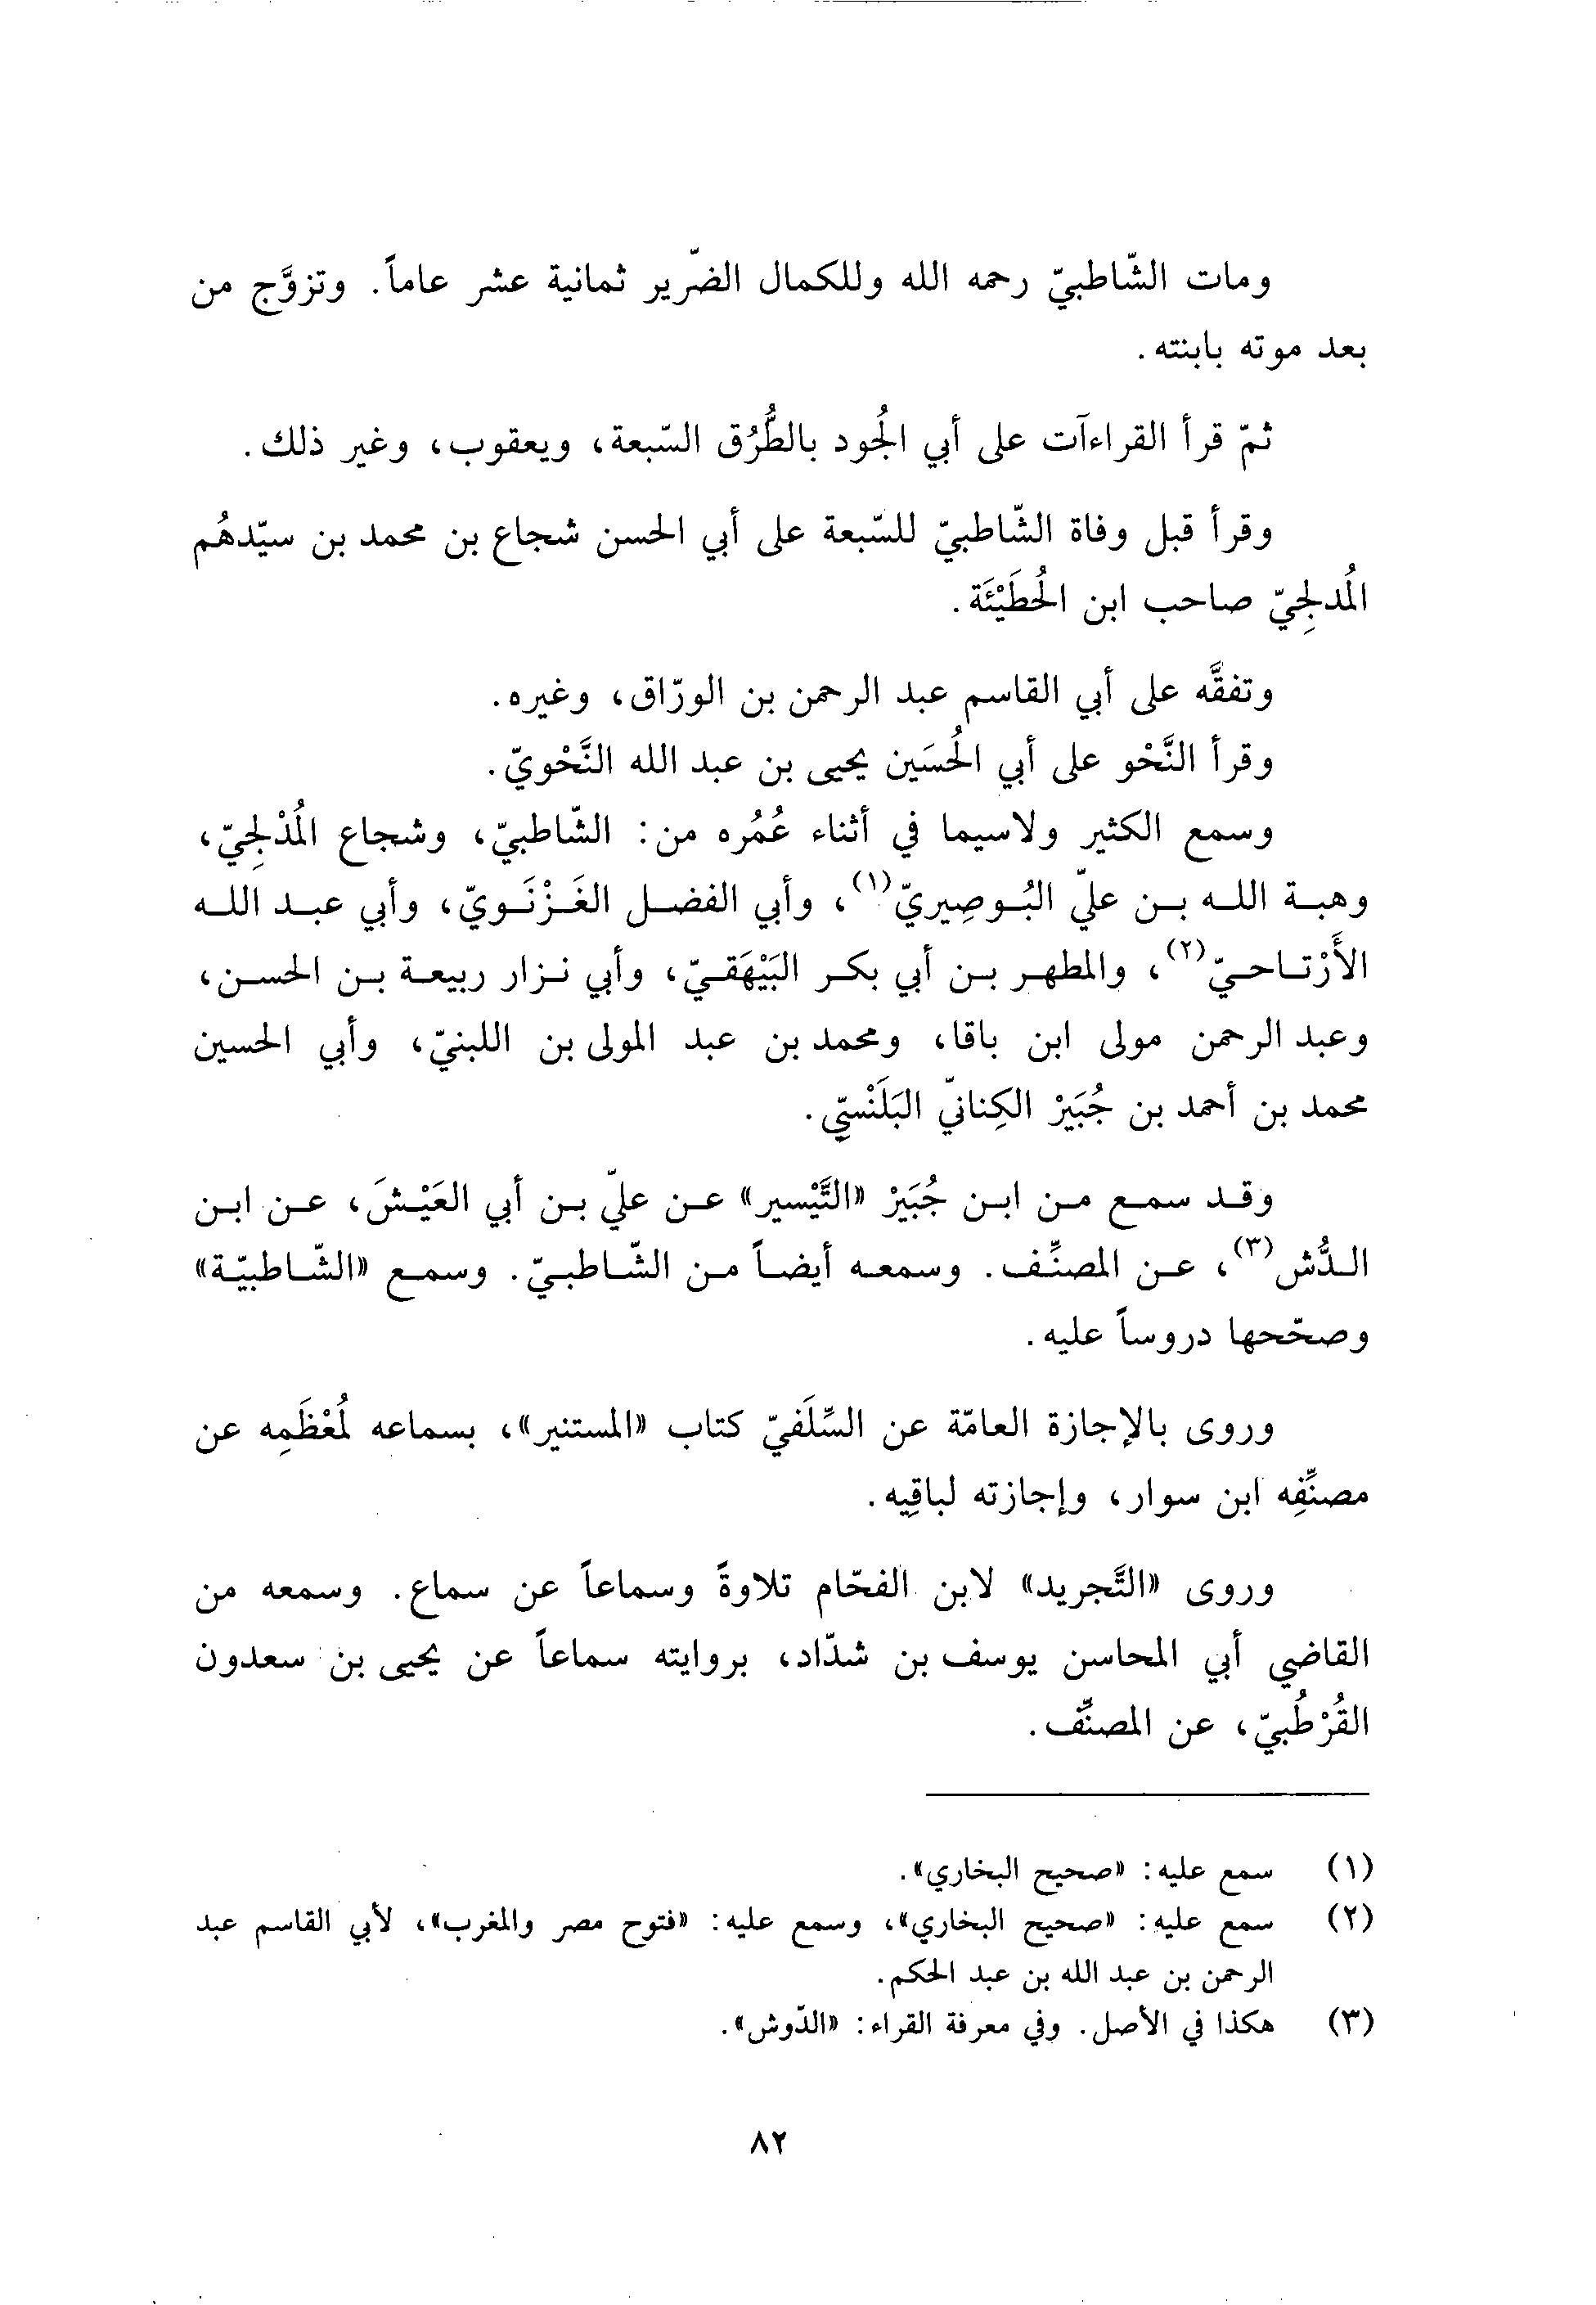 ومات الشّاطبيّ رحمه الله وللكمال الضّرير ثمانية عشر عاماً. وتزوَّج من
بعد موته بابنته.
ثمّ قرأ القراءآت على أبي الجُود بالطُّرُق السّبعة، ويعقوب، وغير ذلك.
وقرأ قبل وفاة الشّاطبيّ للسّبعة على أبي الحسن شجاع بن محمد بن سيّدهُم
المُدلِجيّ صاحب ابن الحُطَيْئَة.
وتفقَّه على أبي القاسم عبد الرحمن بن الورّاق، وغيره.
وقرأ النَّحْو على أبي الحُسَين يحيى بن عبد الله النَّحْويّ.
وسمع الكثير ولاسيما في أثناء عُمُره من: الشّاطبيّ، وشجاع المُدْلِجيّ،
وهبة الله بن عليّ البُوصِيريّ(١)، وأبي الفضل الغَزْنَويّ، وأبي عبد الله
الأَرْتاحيّ(٢)، والمطهر بن أبي بكر البَيْهَقيّ، وأبي نزار ربيعة بن الحسن،
وعبد الرحمن مولى ابن باقا، ومحمد بن عبد المولى بن اللبنيّ، وأبي الحسين
محمد بن أحمد بن جُبَيَرْ الكِنانيّ البَلَنْسيّ.
وقد سمع من ابن جُبَيَرْ «التَّيْسير» عن عليّ بن أبي العَيْشَ، عن ابن
الدُّش(٣)، عن المصنِّف. وسمعه أيضاً من الشّاطبيّ. وسمع «الشّاطبيّة»
وصحّحها دروساً عليه.
وروى بالإجازة العامّة عن السِّلَفيّ كتاب «المستنير»، بسماعه لمُعْظَمِه عن
مصنِّفِه ابن سوار، وإجازته لباقِيه.
وروى «التَّجريد» لابن الفحّام تلاوةً وسماعاً عن سماع. وسمعه من
القاضي أبي المحاسن يوسف بن شدّاد، بروايته سماعاً عن يحيى بن سعدون
القُرْطُبيّ، عن المصنِّف.
(١) سمع عليه: «صحيح البخاري».
(٢) سمع عليه: «صحيح البخاري»، وسمع عليه: «فتوح مصر والمغرب»، لأبي القاسم عبد
الرحمن بن عبد الله بن عبد الحكم.
(٣) هكذا في الأصل. وفي معرفة القراء: «الدّوش».
٨٢